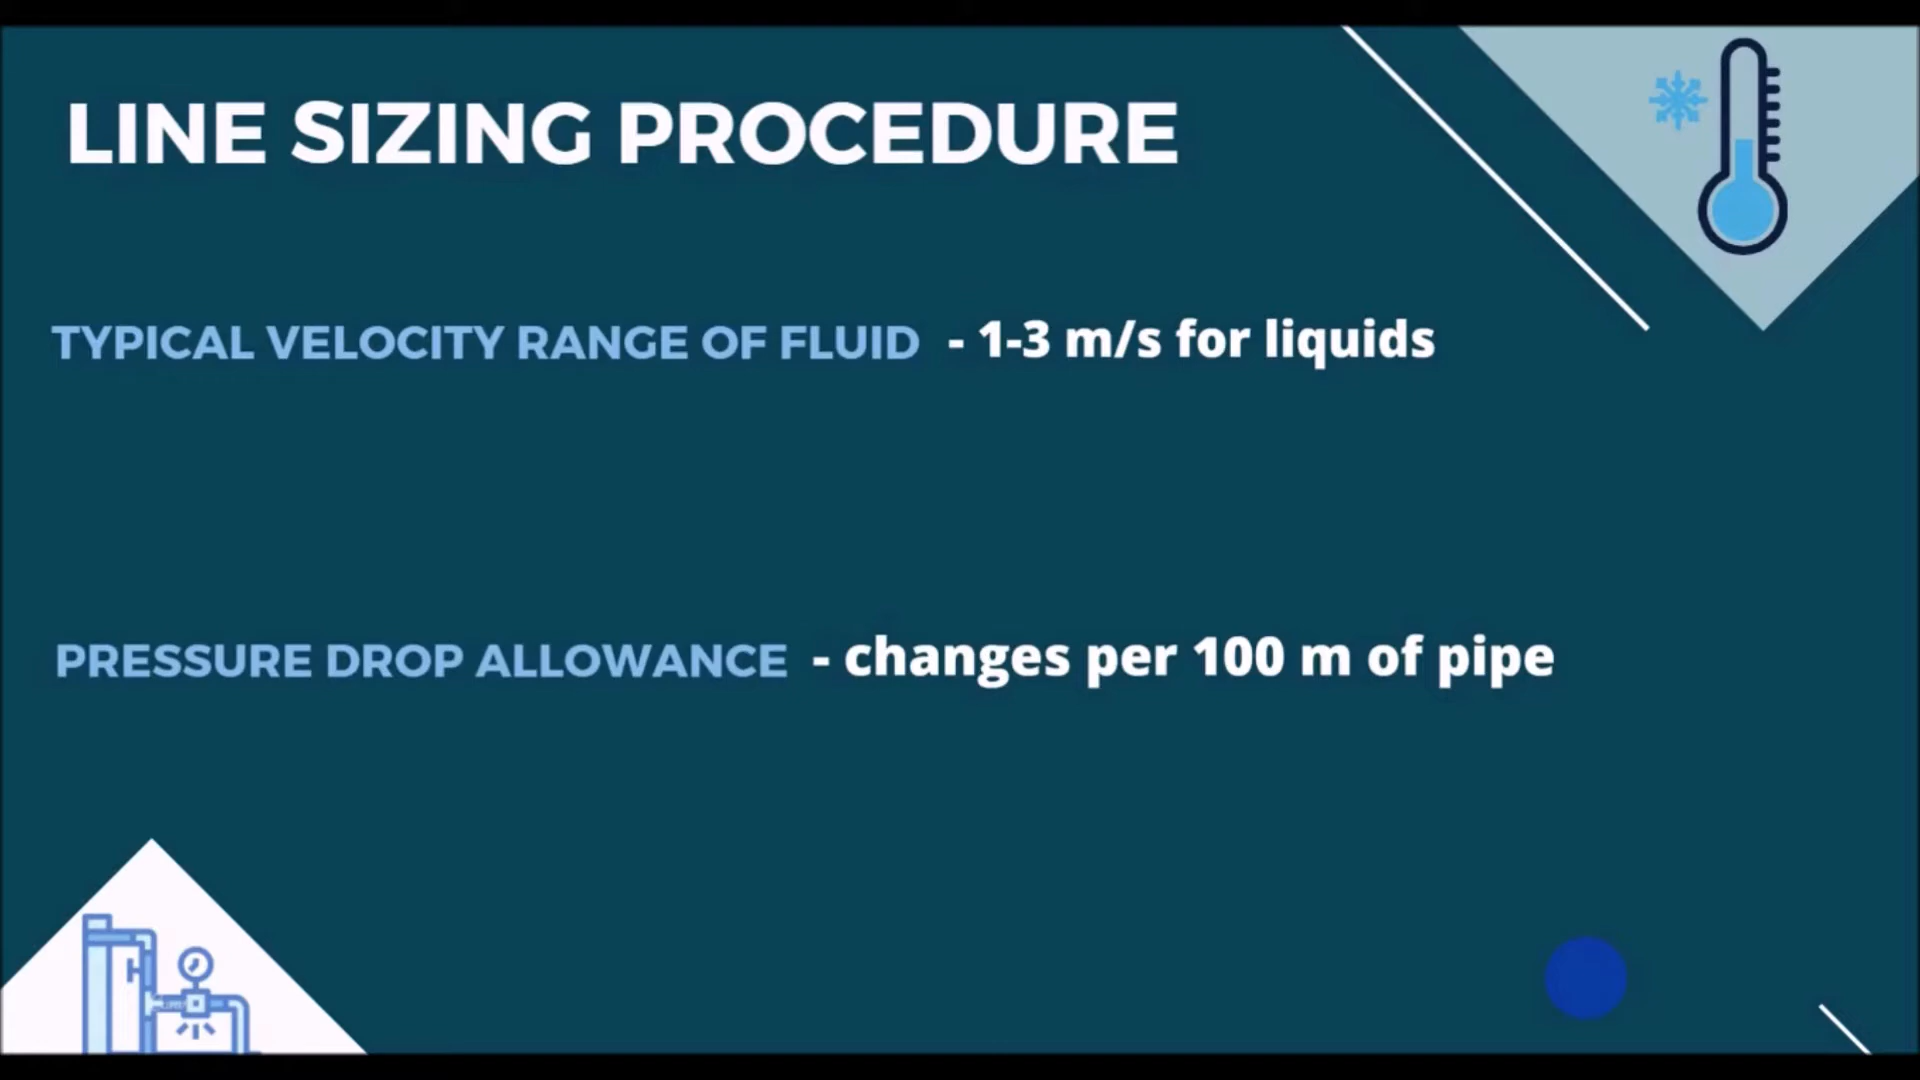 LINE SIZING PROCEDURE
TYPICAL VELOCITY RANGE OF FLUID - 1-3 m/s for liquids
PRESSURE DROP ALLOWANCE - changes per 100 m of pipe